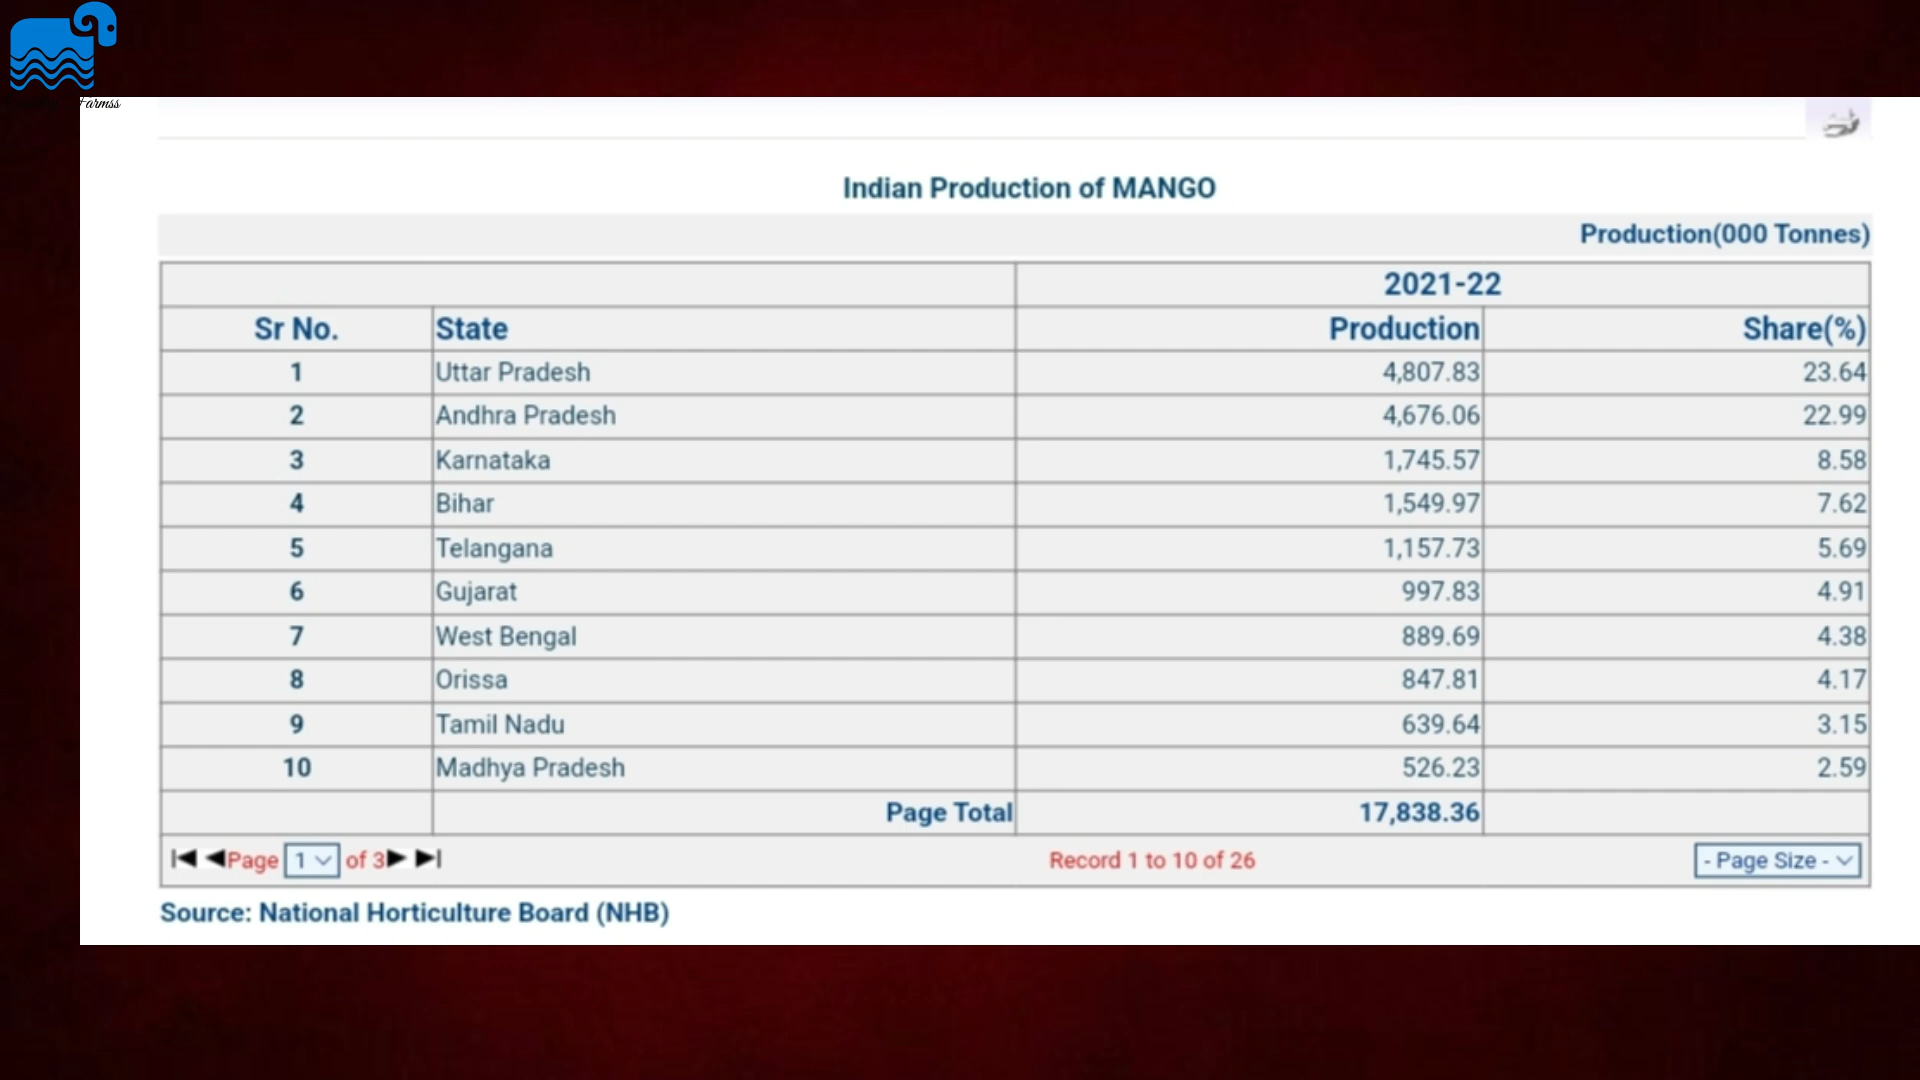 Farmss
Indian Production of MANGO
Production(000 Tonnes)
2021-22
Sr No. State Production Share(%)
1 Uttar Pradesh 4,807.83 23.64
2 Andhra Pradesh 4,676.06 22.99
3 Karnataka 1,745.57 8.58
4 Bihar 1,549.97 7.62
5 Telangana 1,157.73 5.69
6 Gujarat 997.83 4.91
7 West Bengal 889.69 4.38
8 Orissa 847.81 4.17
9 Tamil Nadu 639.64 3.15
10 Madhya Pradesh 526.23 2.59
Page Total 17,838.36
Page 1 of 3 Record 1 to 10 of 26 - Page Size -
Source: National Horticulture Board (NHB)